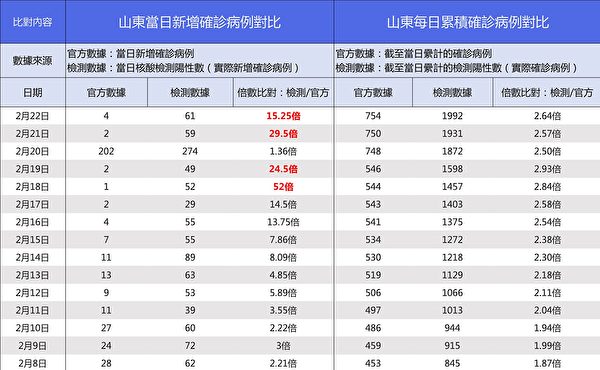 比對內容 山東當日新增確診病例對比 山東每日累積確診病例對比
數據來源 官方數據：當日新增確診病例 官方數據：截至當日纍計的確診病例
檢測數據：當日核酸檢測陽性數（實際新增確診病例） 檢測數據：截至當日纍計的檢測陽性數（實際確診病例）
日期 官方數據 檢測數據 倍數比對：檢測/官方 官方數據 檢測數據 倍數比對：檢測/官方
2月22日 4 61 15.25倍 754 1992 2.64倍
2月21日 2 59 29.5倍 750 1931 2.57倍
2月20日 202 274 1.36倍 748 1872 2.50倍
2月19日 2 49 24.5倍 546 1598 2.93倍
2月18日 1 52 52倍 544 1457 2.84倍
2月17日 2 29 14.5倍 543 1403 2.58倍
2月16日 4 55 13.75倍 541 1375 2.54倍
2月15日 7 55 7.86倍 534 1272 2.38倍
2月14日 11 89 8.09倍 530 1218 2.30倍
2月13日 13 63 4.85倍 519 1129 2.18倍
2月12日 9 53 5.89倍 506 1066 2.11倍
2月11日 11 39 3.55倍 497 1013 2.04倍
2月10日 27 60 2.22倍 486 944 1.94倍
2月9日 24 72 3倍 459 915 1.99倍
2月8日 28 62 2.21倍 453 845 1.87倍